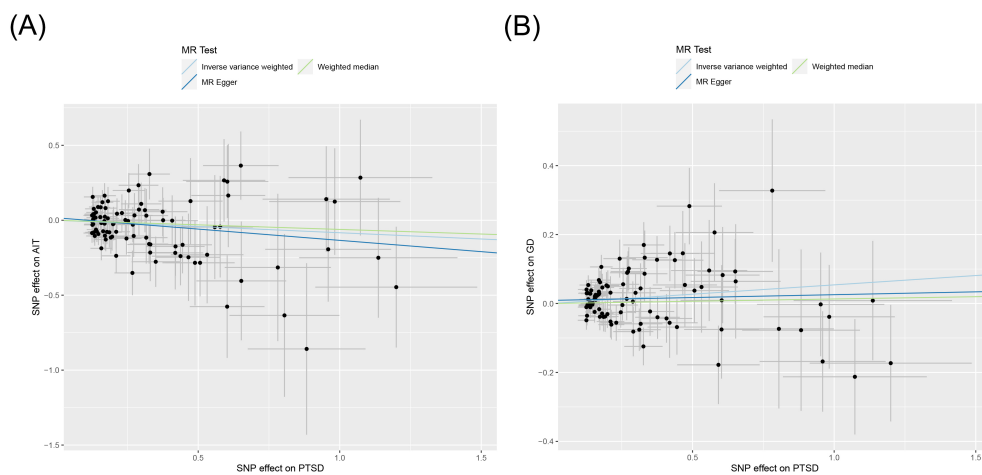 (A)
MR Test
Inverse variance weighted
Weighted median
MR Egger
SNP effect on AIT
0.5
0.0
−0.5
−1.0
−1.5
0.5
1.0
1.5
SNP effect on PTSD
(B)
MR Test
Inverse variance weighted
Weighted median
MR Egger
SNP effect on GD
0.4
0.2
0.0
−0.2
−0.4
0.5
1.0
1.5
SNP effect on PTSD